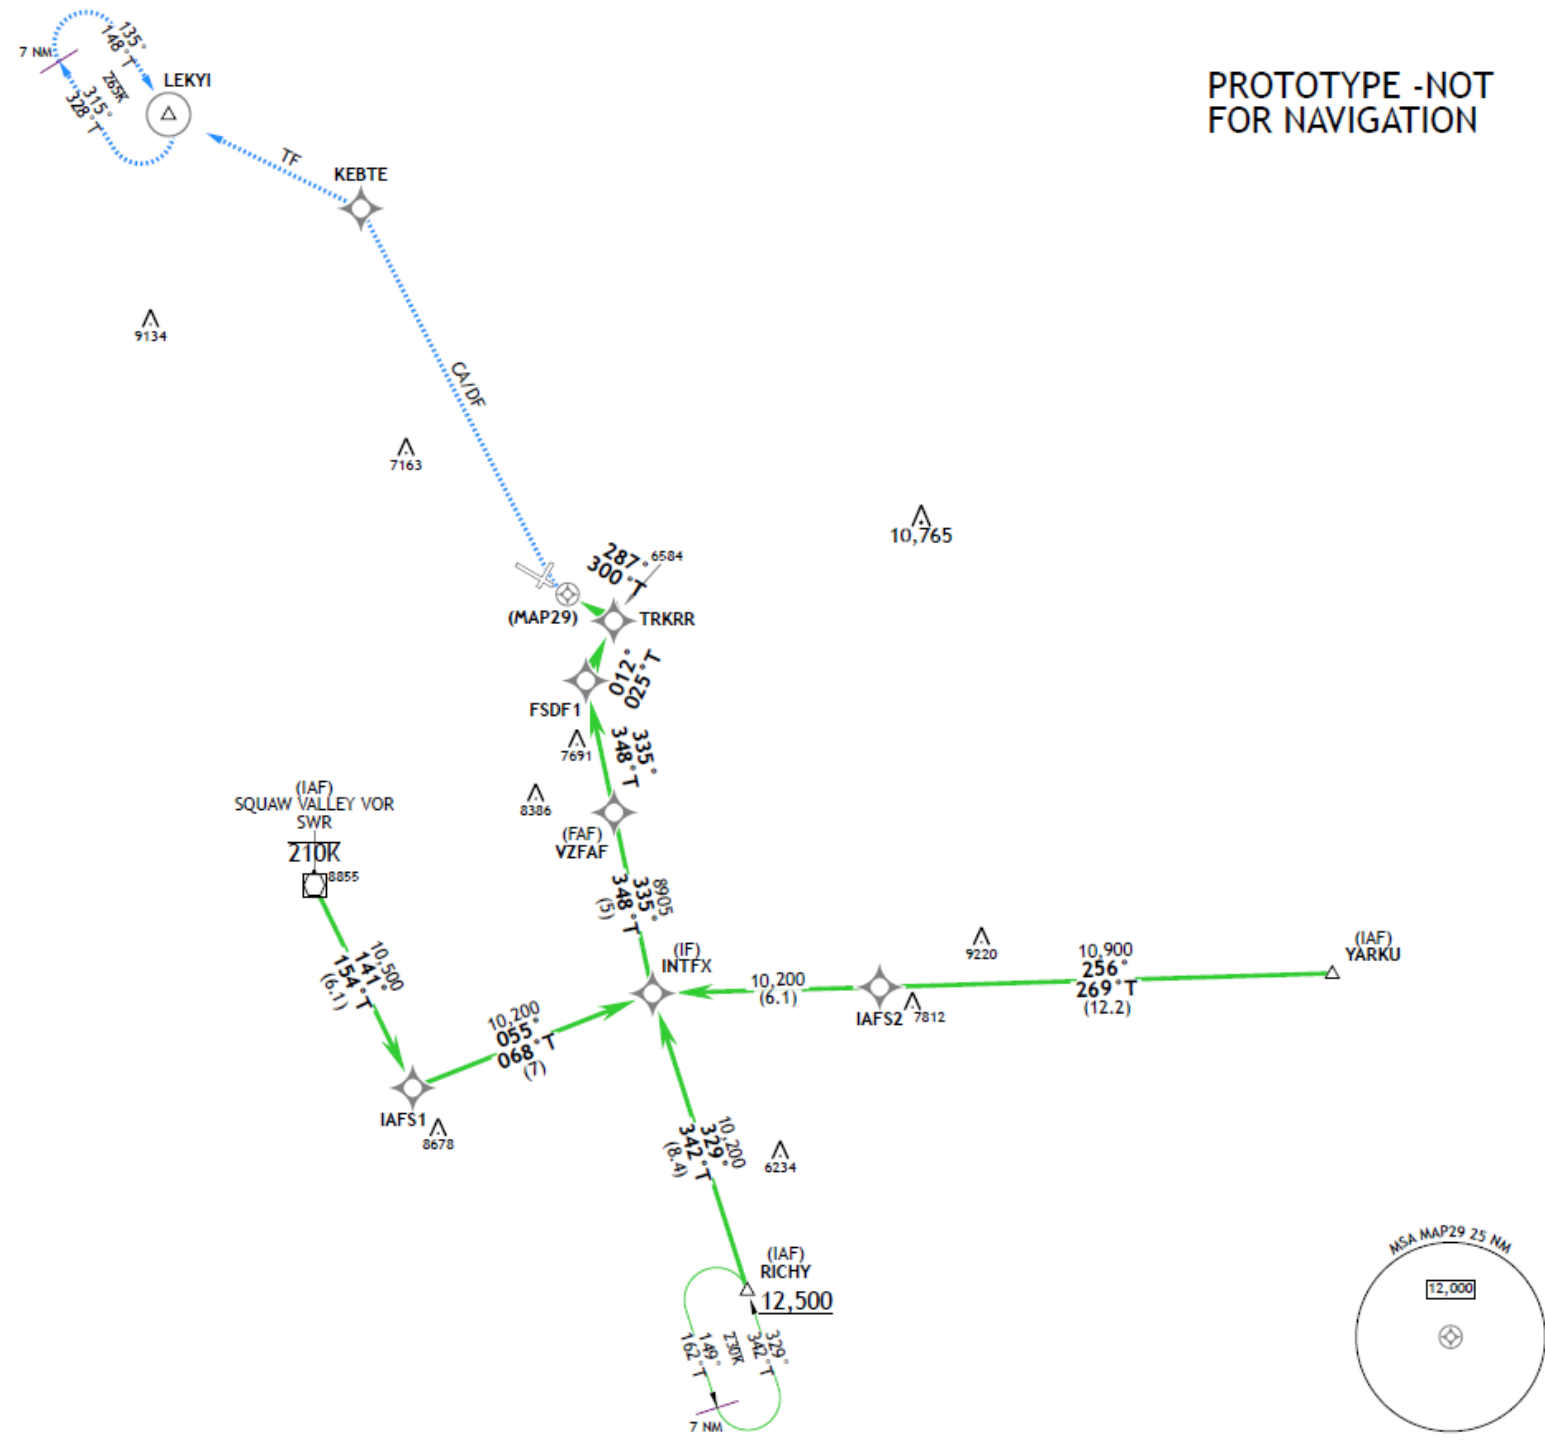 135°
148°T
7 NM
265K
315°
328°T
LEKYI
PROTOTYPE -NOT
FOR NAVIGATION
TF
KEBTE
9134
CA/DF
7163
10,765
287°
300°T
6584
(MAP29)
TRKRR
012°
025°T
FSDF1
7691
335°
348°T
8386
(IAF)
SQUAW VALLEY VOR
SWR
210K
8855
(FAF)
VZFAF
8905
335°
348°T
(5)
10,500
141°
154°T
(6.1)
(IF)
INTFX
10,200
(6.1)
9220
10,900
256°
269°T
(12.2)
(IAF)
YARKU
IAFS2
7812
10,200
055°
068°T
(7)
IAFS1
8678
10,200
329°
342°T
(8.4)
6234
(IAF)
RICHY
12,500
149°
162°T
230K
329°
342°T
7 NM
MSA MAP29 25 NM
12,000